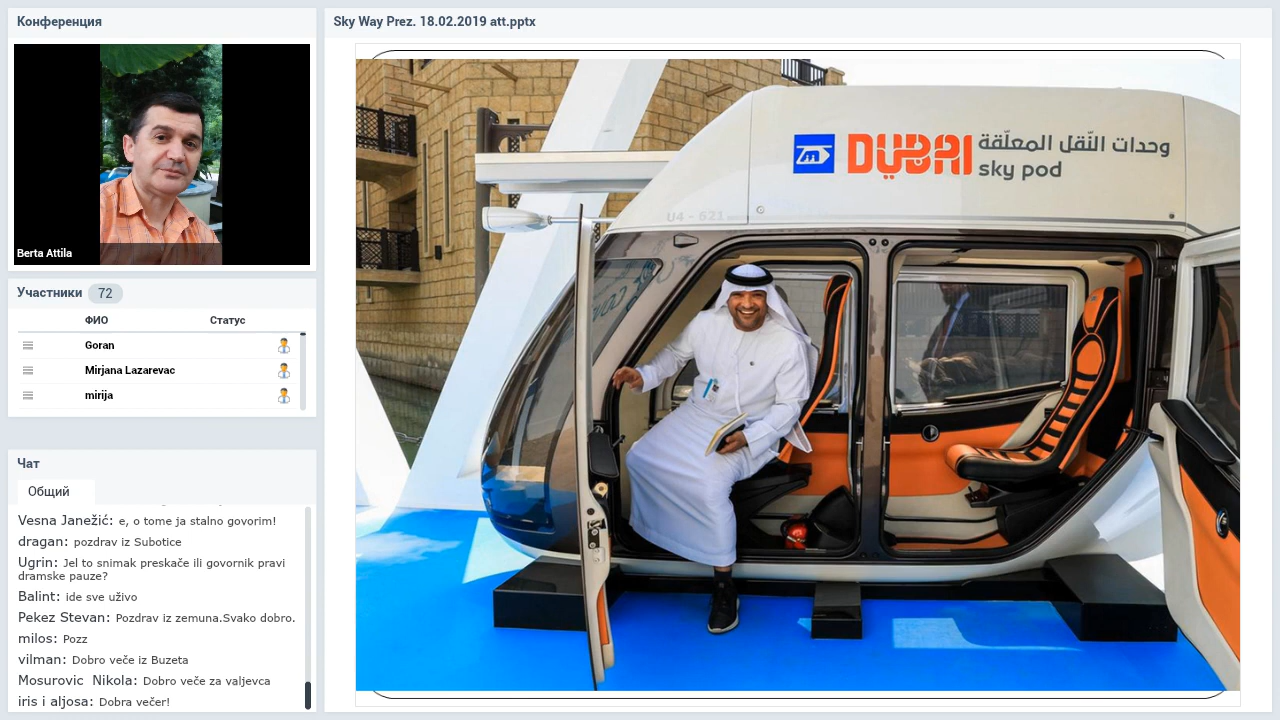 Конференция
Berta Attila
Участники 72
ФИО Статус
Goran
Mirjana Lazarevac
mirija
Чат
Общий
Vesna Janežić: e, o tome ja stalno govorim!
dragan: pozdrav iz Subotice
Ugrin: Jel to snimak preskače ili govornik pravi
dramske pauze?
Balint: ide sve uživo
Pekez Stevan: Pozdrav iz zemuna.Svako dobro.
milos: Pozz
vilman: Dobro veče iz Buzeta
Mosurovic Nikola: Dobro veče za valjevca
iris i aljosa: Dobra večer!
Sky Way Prez. 18.02.2019 att.pptx
DUBAI وحدات النّقل المعلّقة
sky pod
U4 - 621